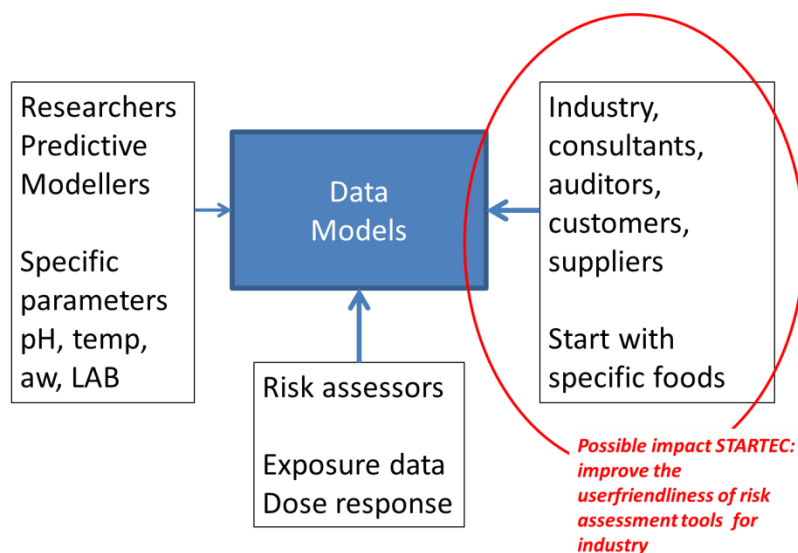 Researchers
Predictive
Modellers
Specific
parameters
pH, temp,
aw, LAB
Data
Models
Industry,
consultants,
auditors,
customers,
suppliers
Start with
specific foods
Risk assessors
Exposure data
Dose response
Possible impact STARTEC:
improve the
userfriendliness of risk
assessment tools for
industry